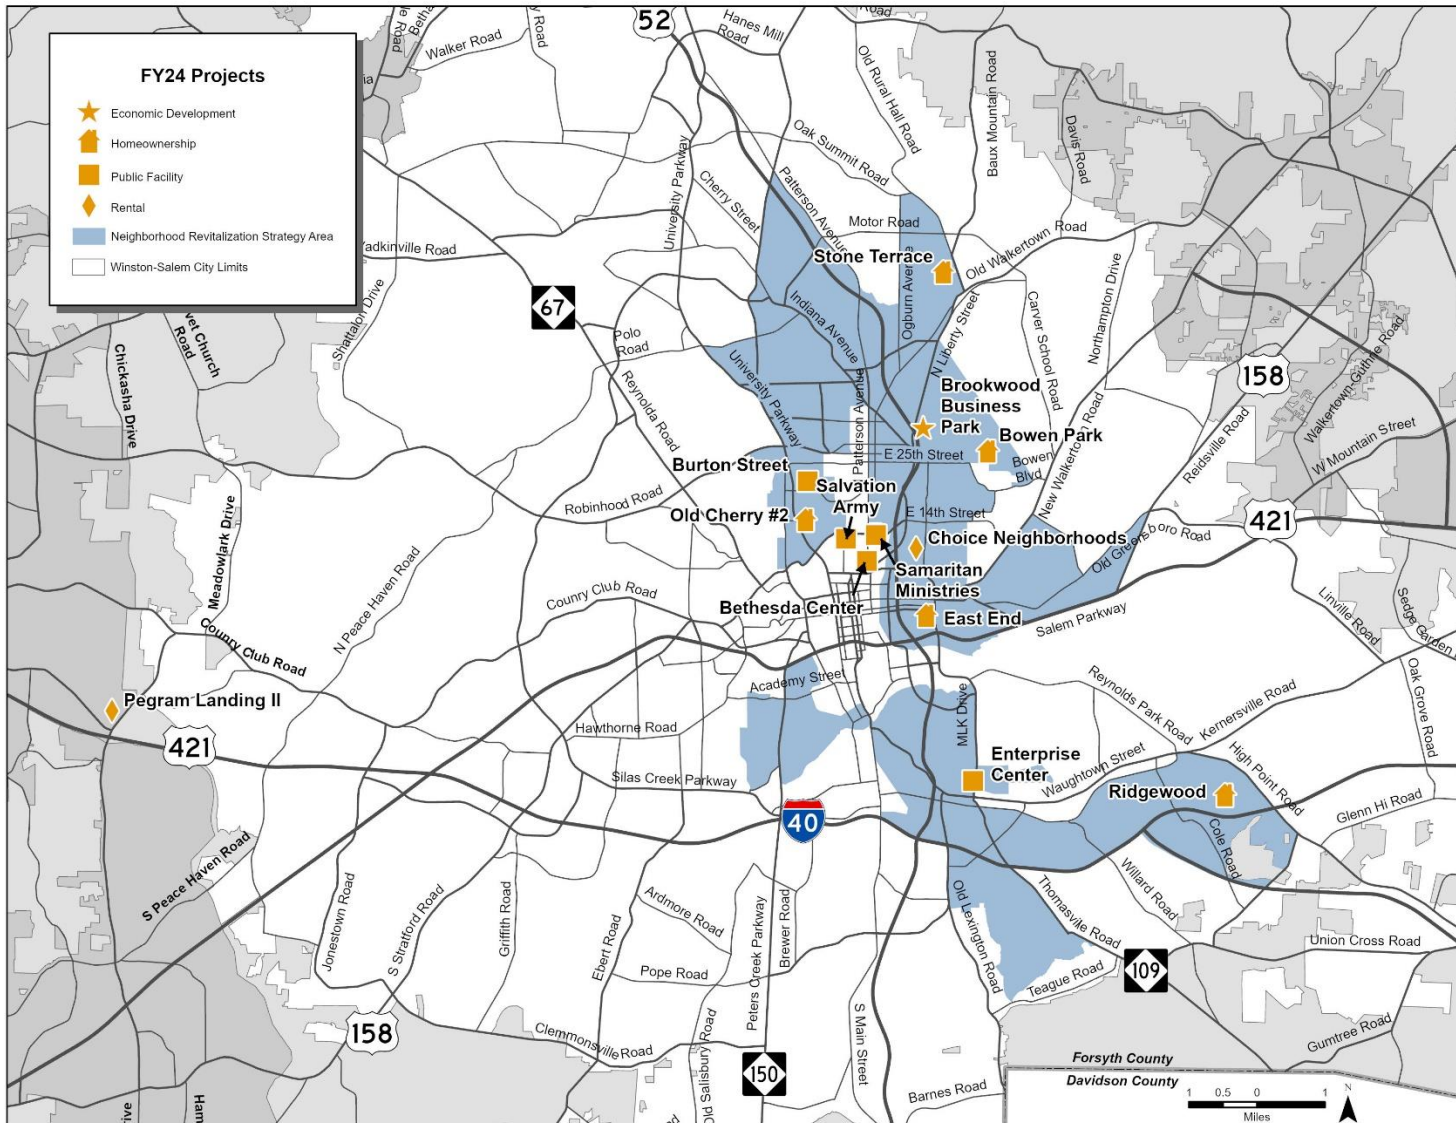 FY24 Projects
Economic Development
Homeownership
Public Facility
Rental
Neighborhood Revitalization Strategy Area
Winston-Salem City Limits
52
Hanes Mill
Road
Walker Road
Old Rural Hall Road
Baux Mountain Road
Davis Road
Oak Summit Road
University Parkway
Cherry Street
Patterson Avenue
Motor Road
Old Walkertown Road
Stone Terrace
Ogburn Avenue
Indiana Avenue
N Liberty Street
Carver School Road
Northampton Drive
67
Shattalon Drive
Polo
Road
Reynolda Road
University Parkway
Patterson Avenue
158
Walkertown-Guthrie Road
W Mountain Street
Reidsville Road
Chickasha Drive
Road
Brookwood
Business
Park
Bowen Park
E 25th Street
Bowen
Blvd
New Walkertown Road
Burton Street
Salvation
Army
Robinhood Road
Old Cherry #2
E 14th Street
Choice Neighborhoods
421
Samaritan
Ministries
Bethesda Center
East End
Salem Parkway
Linville Road
Meadowlark Drive
N Peace Haven Road
Counry Club Road
Counry Club Road
Academy Street
Hawthorne Road
Silas Creek Parkway
Pegram Landing II
421
MLK Drive
Reynolds Park Road
Kernersville Road
Oak Grove Road
Enterprise
Center
Waughtown Street
High Point Road
Ridgewood
Glenn Hi Road
Cole Road
40
S Peace Haven Road
Jonestown Road
S Stratford Road
Griffith Road
Ebert Road
Ardmore Road
Pope Road
Peters Creek Parkway
Brewer Road
Old Lexington Road
Thomasville Road
Willard Road
Union Cross Road
109
Teague Road
Gumtree Road
158
Clemmonsville Road
Old Salisbury Road
150
S Main Street
Barnes Road
Forsyth County
Davidson County
1 0.5 0 1
Miles
N